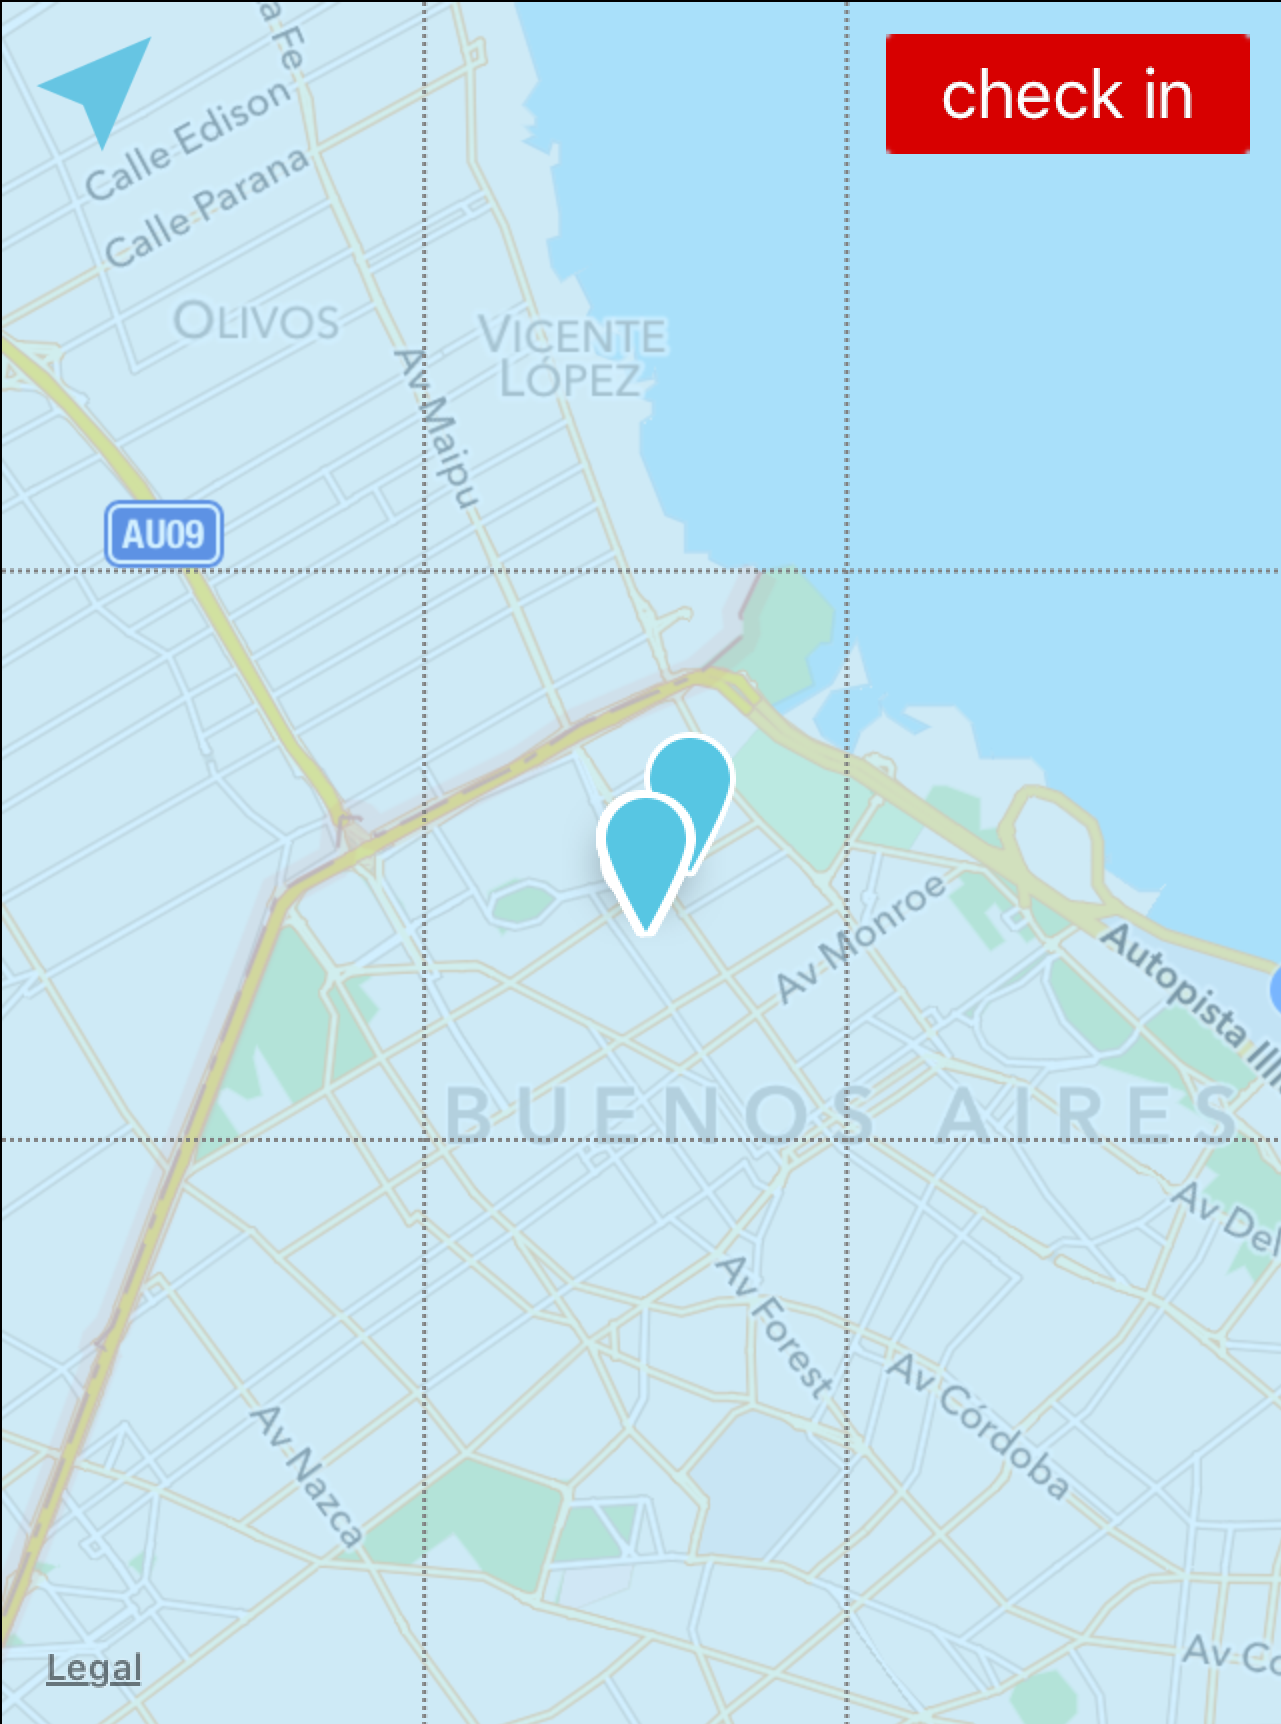 a Fe
check in
Calle Edison
Calle Parana
OLIVOS
VICENTE
LÓPEZ
Av Maipu
AU09
Av Monroe
Autopista Illi
BUENOS AIRES
Av Del
Av Forest
Av Córdoba
Av Nazca
Av Co
Legal